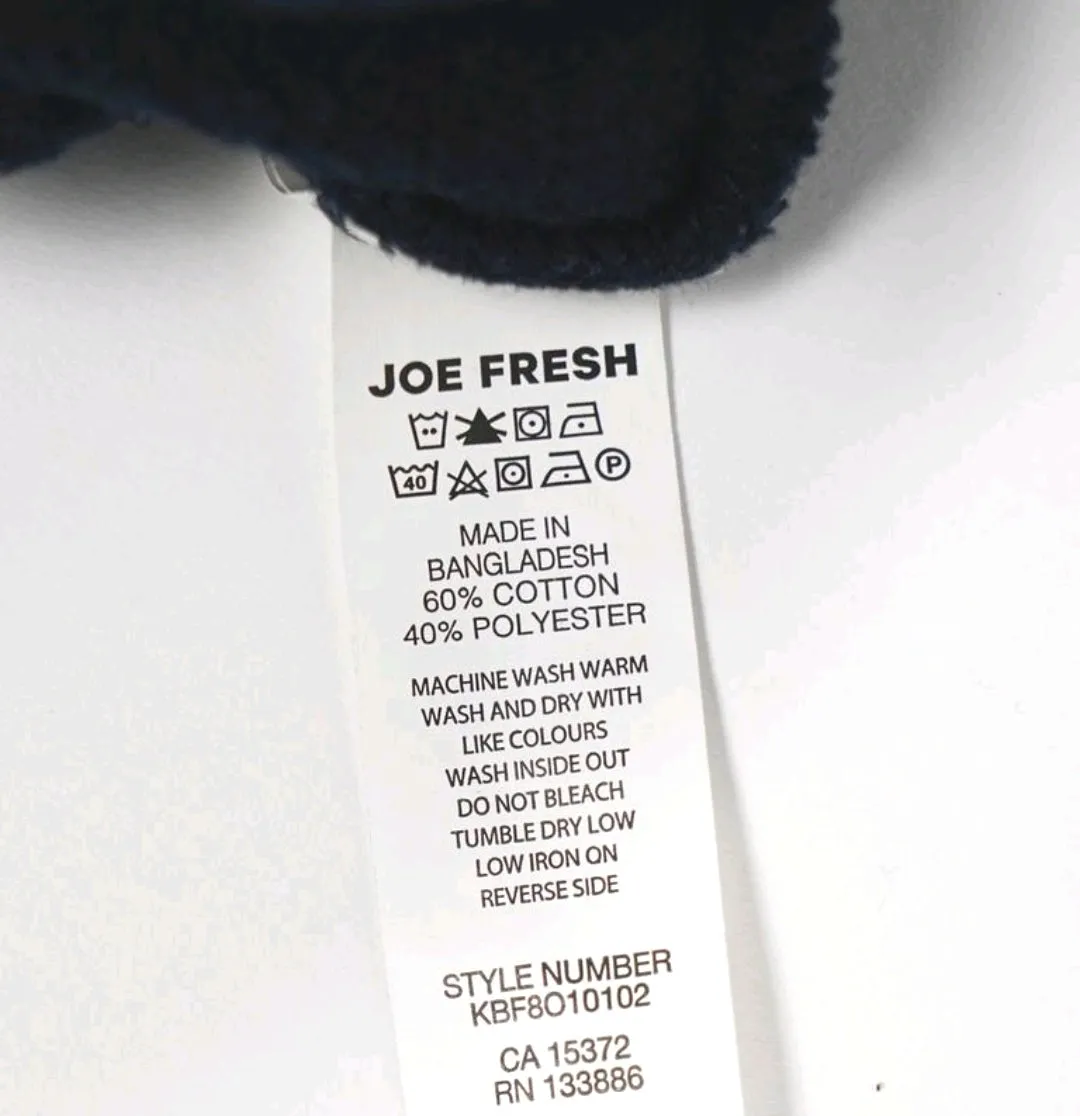 JOE FRESH
40 P
MADE IN
BANGLADESH
60% COTTON
40% POLYESTER
MACHINE WASH WARM
WASH AND DRY WITH
LIKE COLOURS
WASH INSIDE OUT
DO NOT BLEACH
TUMBLE DRY LOW
LOW IRON ON
REVERSE SIDE
STYLE NUMBER
KBF8O10102
CA 15372
RN 133886